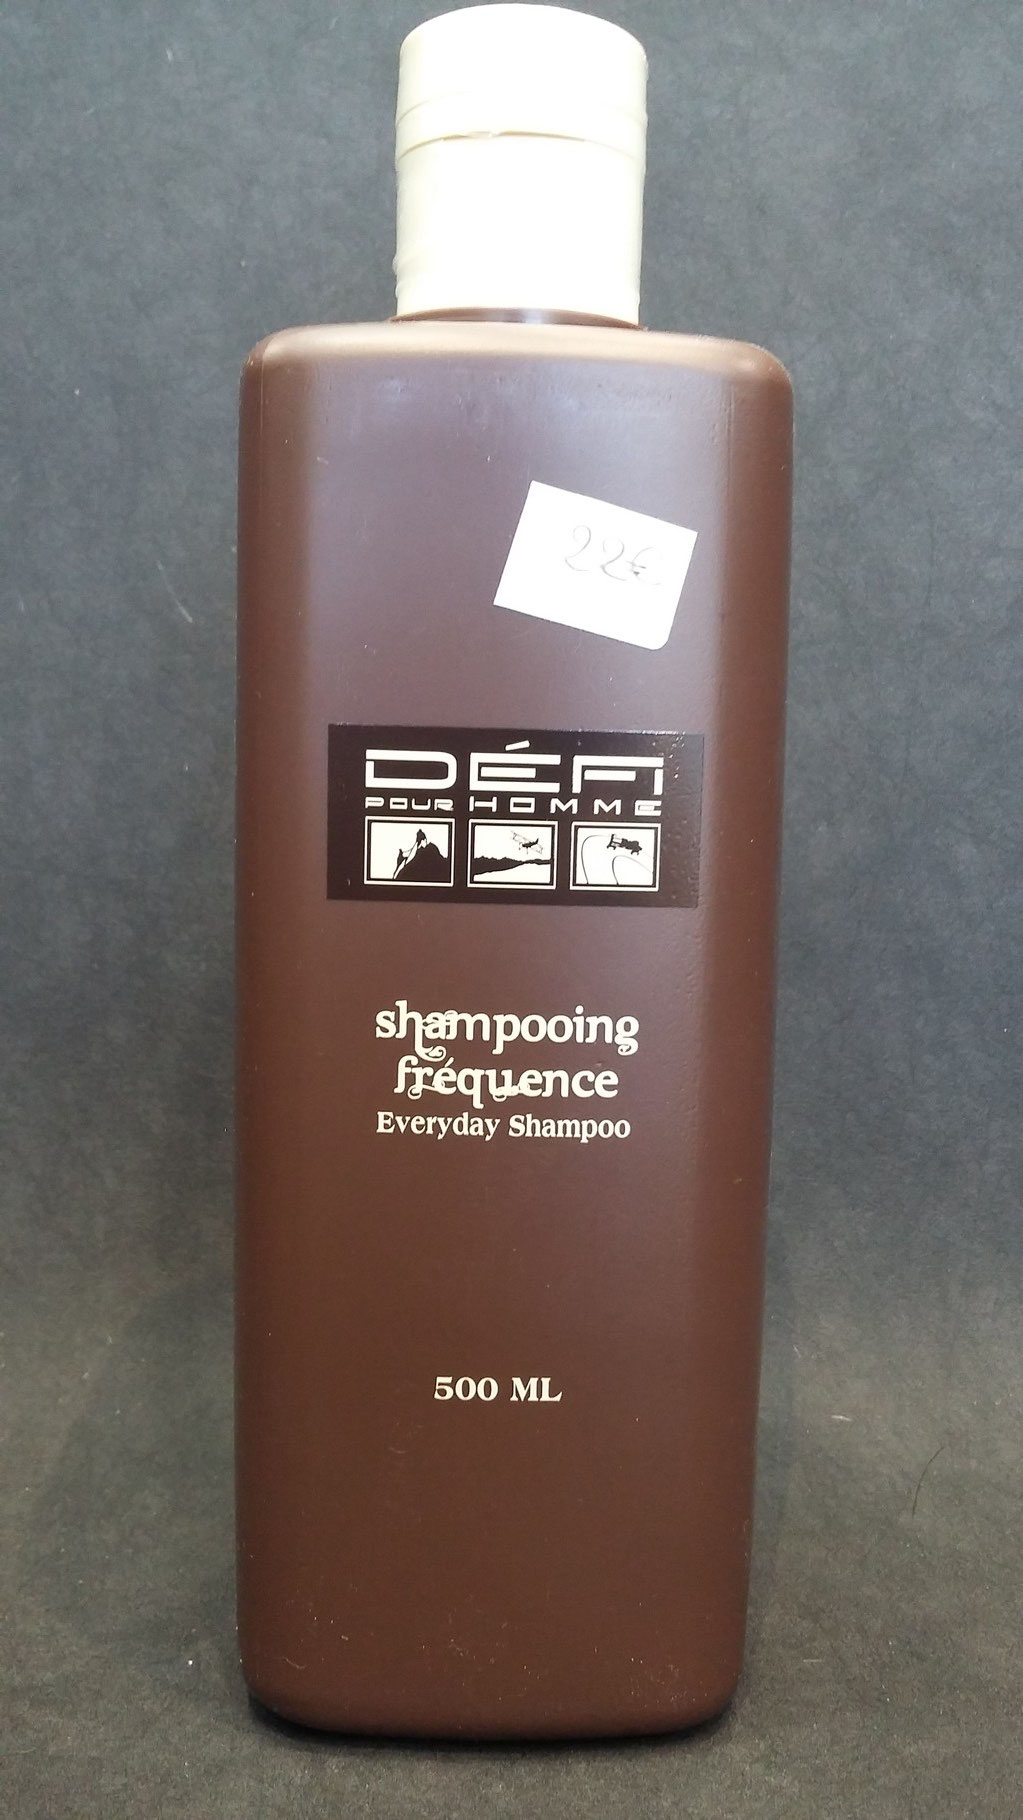 22€
DÉFI
POUR HOMME
shampooing
fréquence
Everyday Shampoo
500 ML